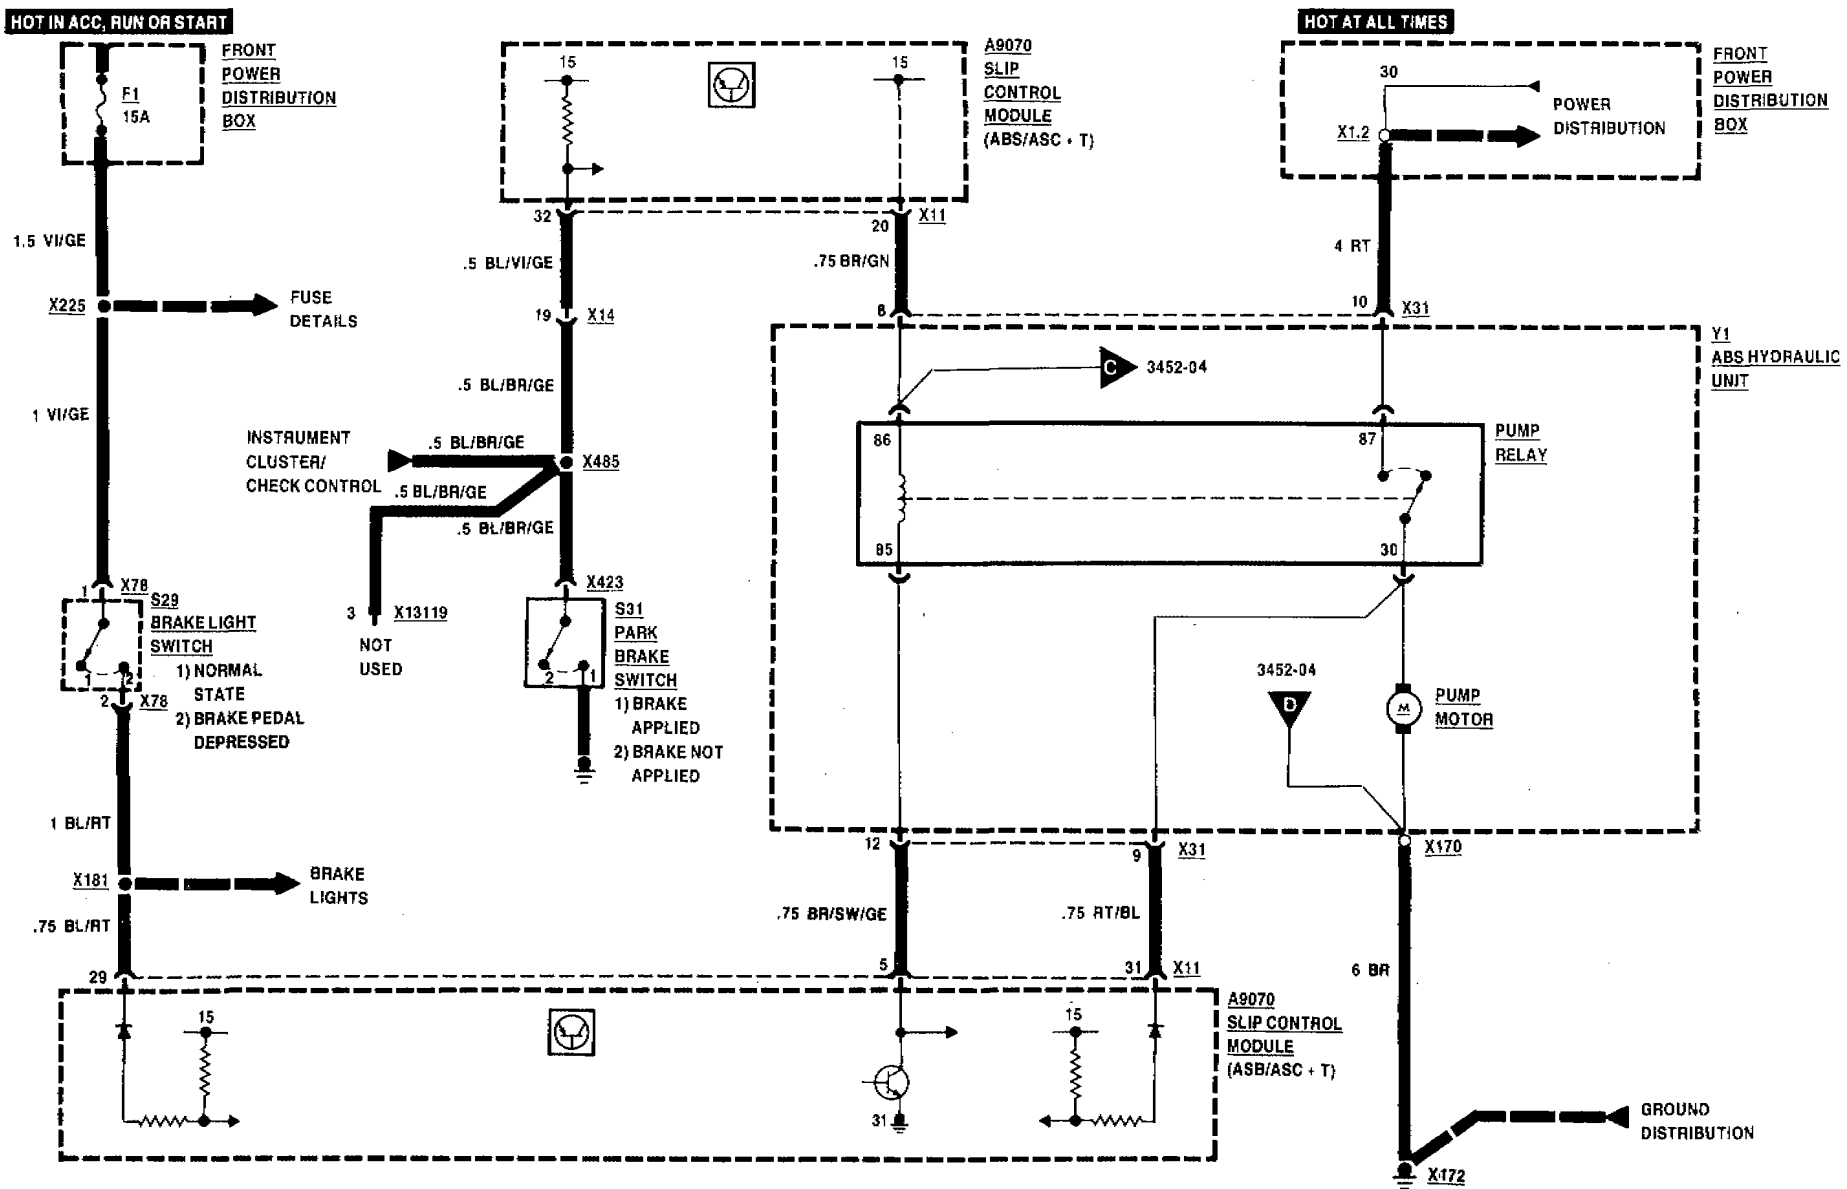 HOT IN ACC, RUN OR START
FRONT
POWER
DISTRIBUTION
BOX
F1
15A
1.5 VI/GE
X225
FUSE
DETAILS
1 VI/GE
1
X78
S29
BRAKE LIGHT
SWITCH
1) NORMAL
STATE
2) BRAKE PEDAL
DEPRESSED
1
2
2
X78
1 BL/RT
X181
BRAKE
LIGHTS
.75 BL/RT
29
15
15
A9070
SLIP
CONTROL
MODULE
(ABS/ASC + T)
32
20
X11
.5 BL/VI/GE
.75 BR/GN
19
X14
.5 BL/BR/GE
INSTRUMENT
CLUSTER/
CHECK CONTROL
.5 BL/BR/GE
X485
.5 BL/BR/GE
.5 BL/BR/GE
3
X13119
NOT
USED
X423
S31
PARK
BRAKE
SWITCH
1) BRAKE
APPLIED
2) BRAKE NOT
APPLIED
2
1
HOT AT ALL TIMES
30
X1.2
POWER
DISTRIBUTION
FRONT
POWER
DISTRIBUTION
BOX
4 RT
8
10
X31
Y1
ABS HYDRAULIC
UNIT
C
3452-04
86
87
PUMP
RELAY
85
30
3452-04
D
M
PUMP
MOTOR
12
9
X31
X170
.75 BR/SW/GE
.75 RT/BL
6 BR
5
31
X11
A9070
SLIP CONTROL
MODULE
(ASB/ASC + T)
15
15
31
GROUND
DISTRIBUTION
X172